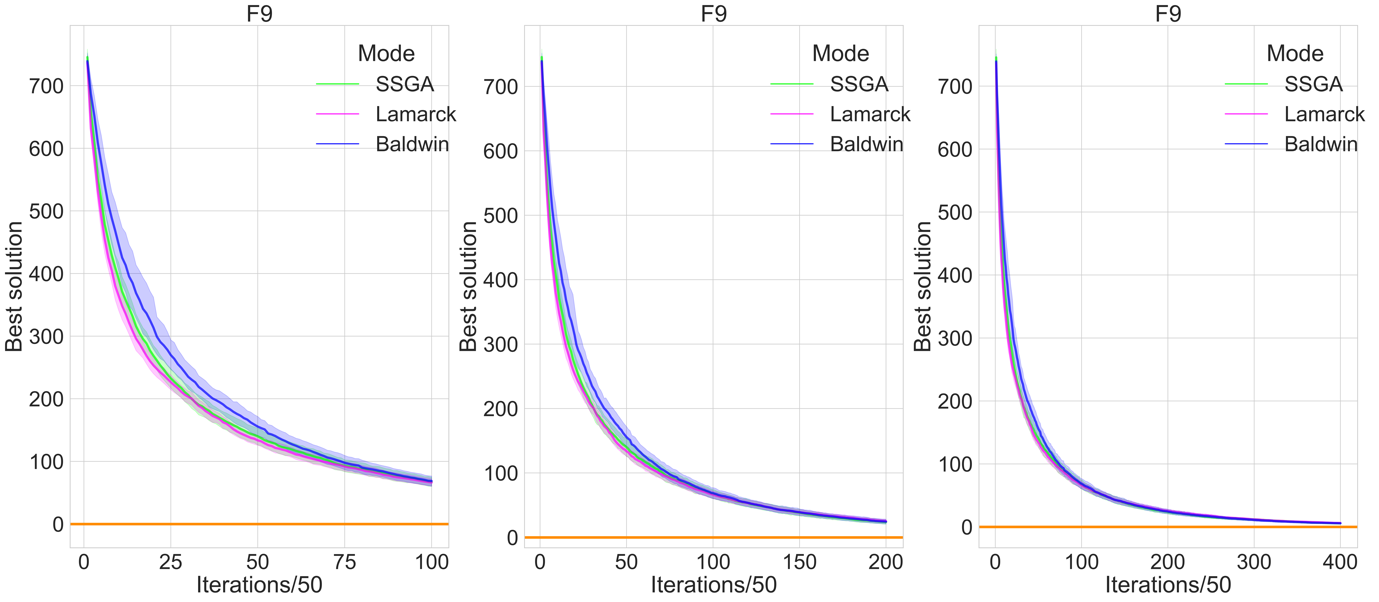 F9
Mode
SSGA
Lamarck
Baldwin
700
600
500
400
300
200
100
0
Best solution
0 25 50 75 100
Iterations/50
F9
Mode
SSGA
Lamarck
Baldwin
700
600
500
400
300
200
100
0
Best solution
0 50 100 150 200
Iterations/50
F9
Mode
SSGA
Lamarck
Baldwin
700
600
500
400
300
200
100
0
Best solution
0 100 200 300 400
Iterations/50